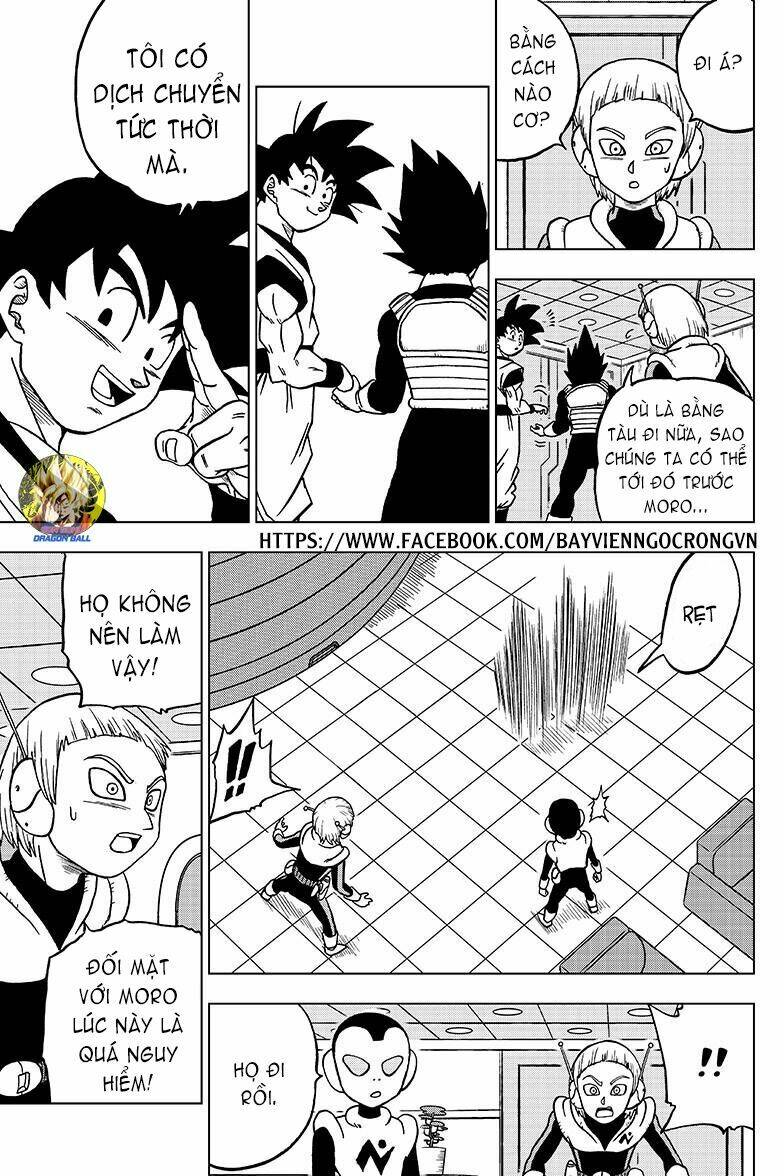 ĐI Á?
BẰNG
CÁCH
NÀO
CƠ?
DÙ LÀ BẰNG
TÀU ĐI NỮA, SAO
CHÚNG TA CÓ THỂ
TỚI ĐÓ TRƯỚC
MORO...
TÔI CÓ
DỊCH CHUYỂN
TỨC THỜI
MÀ.
DRAGON BALL
HTTPS://WWW.FACEBOOK.COM/BAYVIENNGOCRONGVN
RẸT
!!
HỌ KHÔNG
NÊN LÀM
VẬY!
ĐỐI MẶT
VỚI MORO
LÚC NÀY LÀ
QUÁ NGUY
HIỂM!
!!
HỌ ĐI
RỒI.